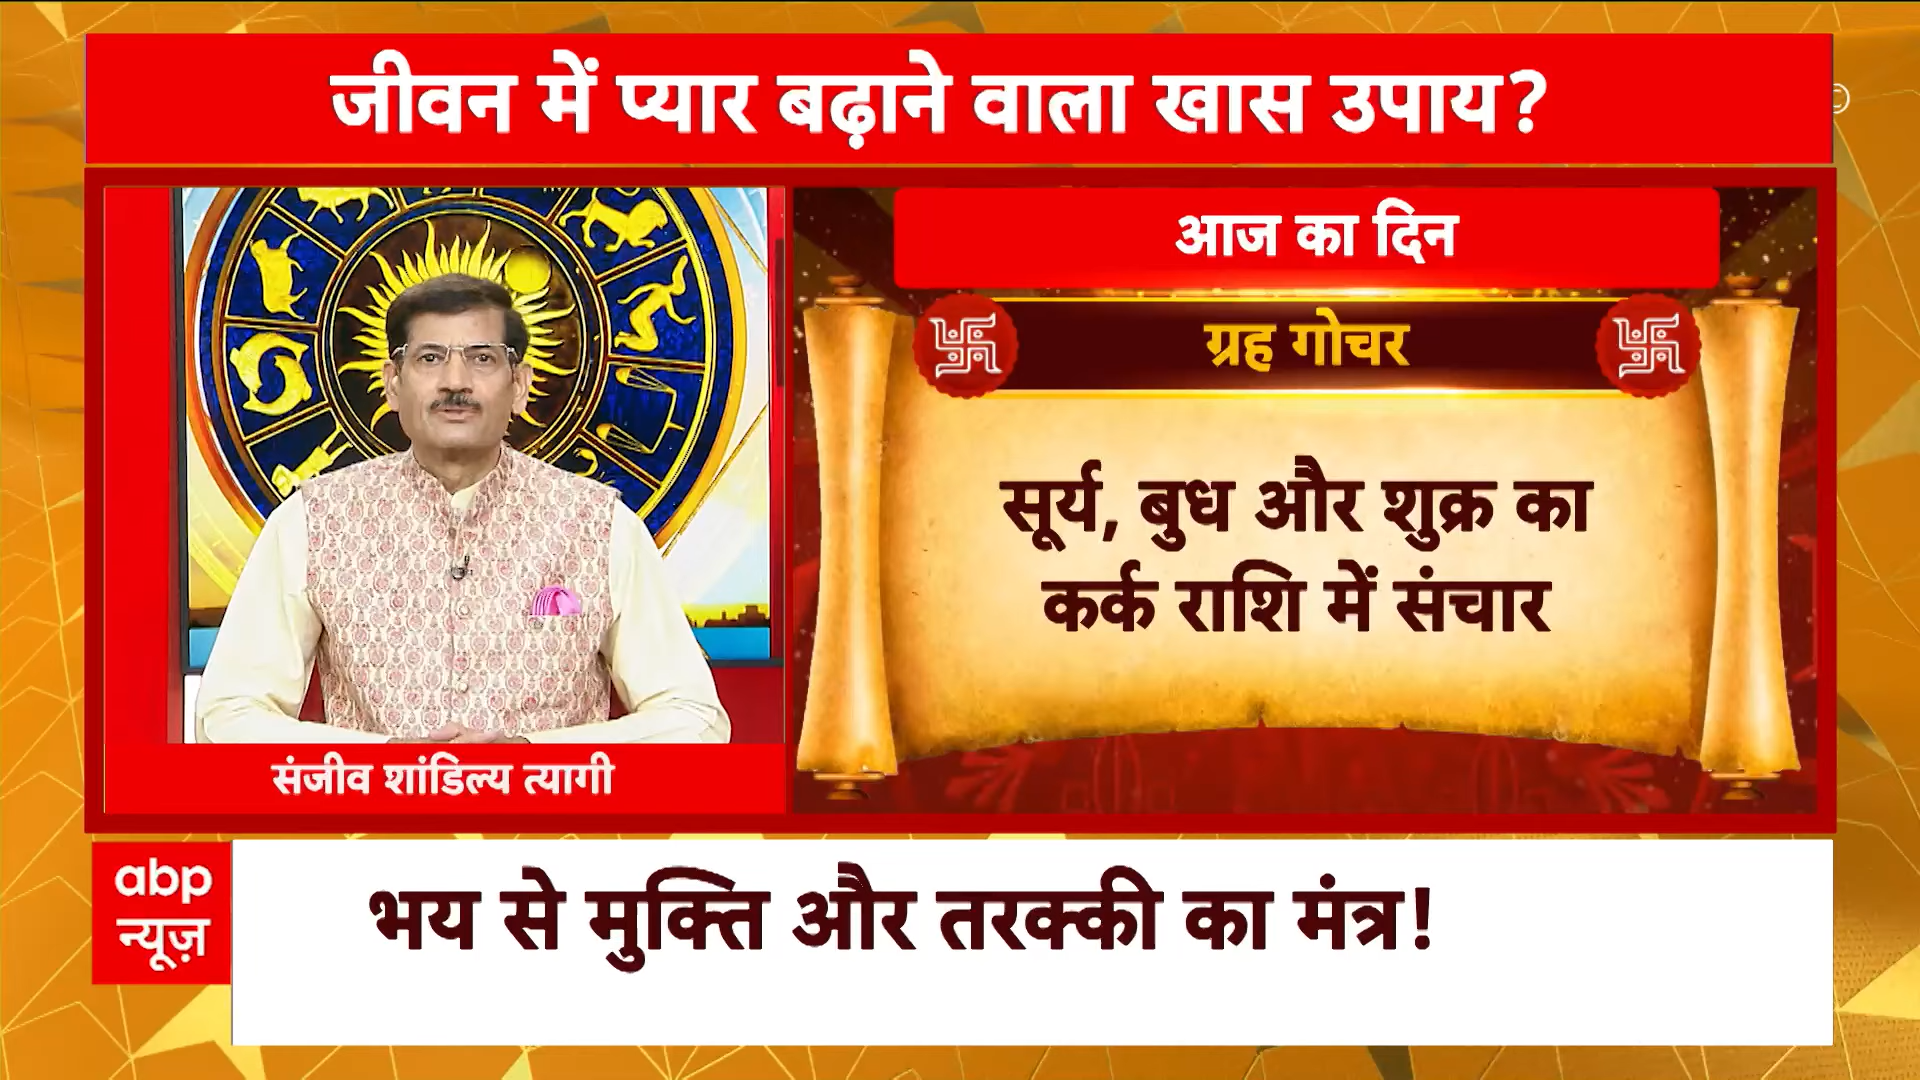 जीवन में प्यार बढ़ाने वाला खास उपाय?
©
आज का दिन
ग्रह गोचर
सूर्य, बुध और शुक्र का
कर्क राशि में संचार
संजीव शांडिल्य त्यागी
abp
न्यूज़
भय से मुक्ति और तरक्की का मंत्र!